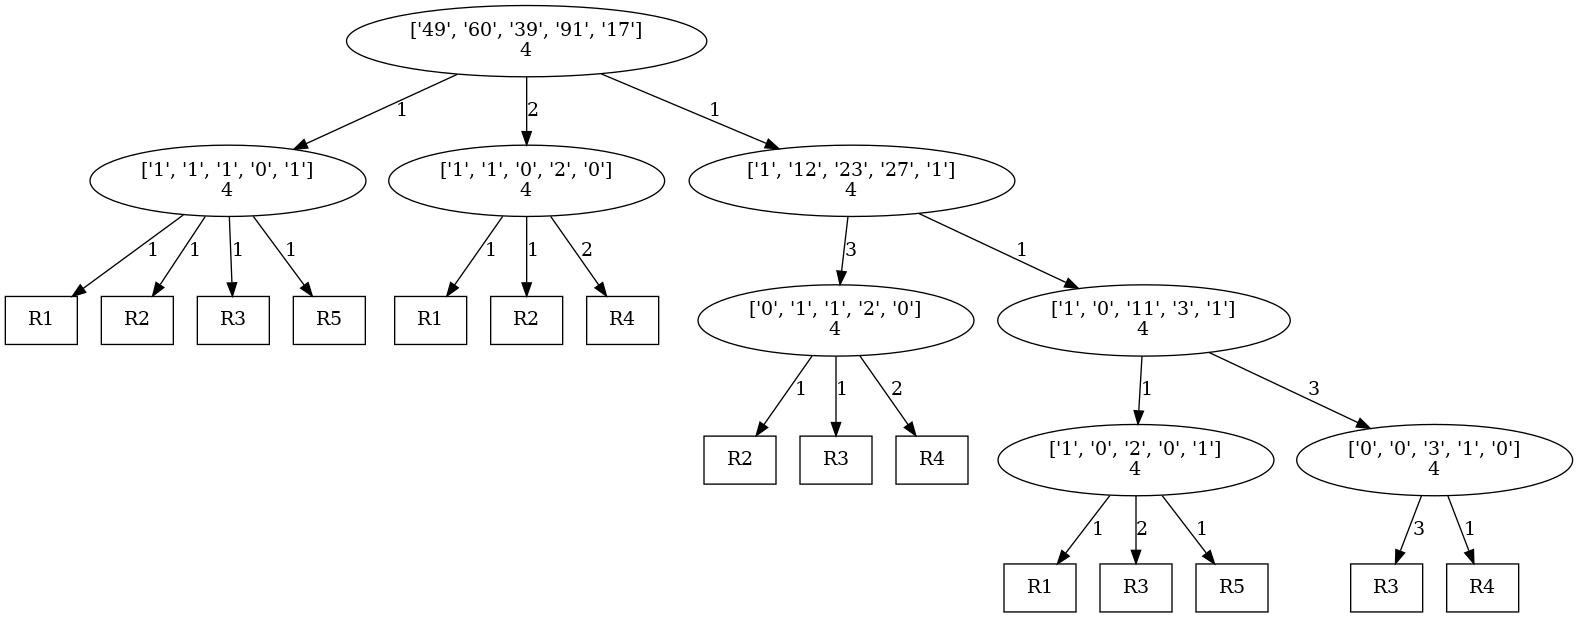 ['49', '60', '39', '91', '17']
4
1
2
1
['1', '1', '1', '0', '1']
4
['1', '1', '0', '2', '0']
4
['1', '12', '23', '27', '1']
4
1
1
1
1
1
1
2
3
1
R1
R2
R3
R5
R1
R2
R4
['0', '1', '1', '2', '0']
4
['1', '0', '11', '3', '1']
4
1
1
2
1
3
R2
R3
R4
['1', '0', '2', '0', '1']
4
['0', '0', '3', '1', '0']
4
1
2
1
3
1
R1
R3
R5
R3
R4